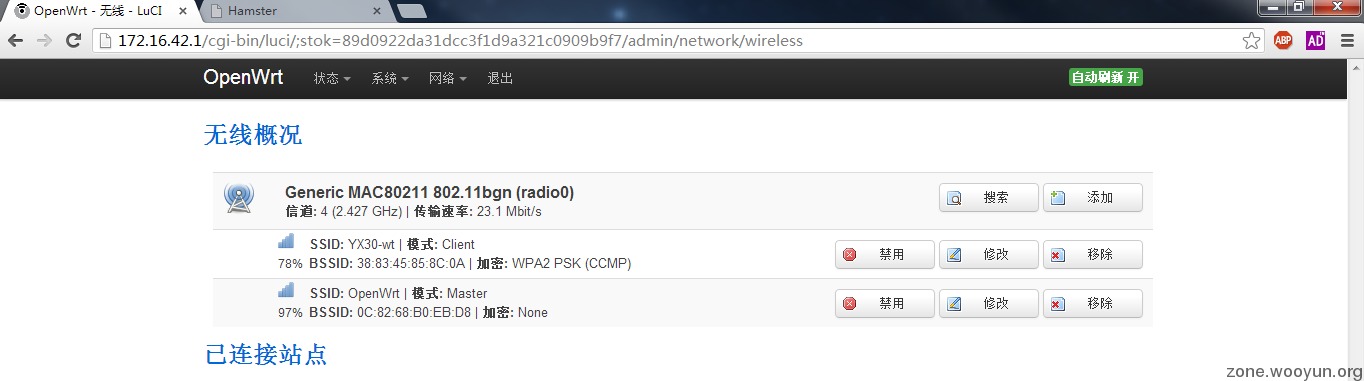 OpenWrt - 无线 - LuCI
Hamster
172.16.42.1/cgi-bin/luci/;stok=89d0922da31dcc3f1d9a321c0909b9f7/admin/network/wireless
ABP
AD
OpenWrt 状态 系统 网络 退出 自动刷新 开
无线概况
Generic MAC80211 802.11bgn (radio0)
信道: 4 (2.427 GHz) | 传输速率: 23.1 Mbit/s
搜索 添加
SSID: YX30-wt | 模式: Client
78% BSSID: 38:83:45:85:8C:0A | 加密: WPA2 PSK (CCMP)
禁用 修改 移除
SSID: OpenWrt | 模式: Master
97% BSSID: 0C:82:68:B0:EB:D8 | 加密: None
禁用 修改 移除
已连接站点
zone.wooyun.org